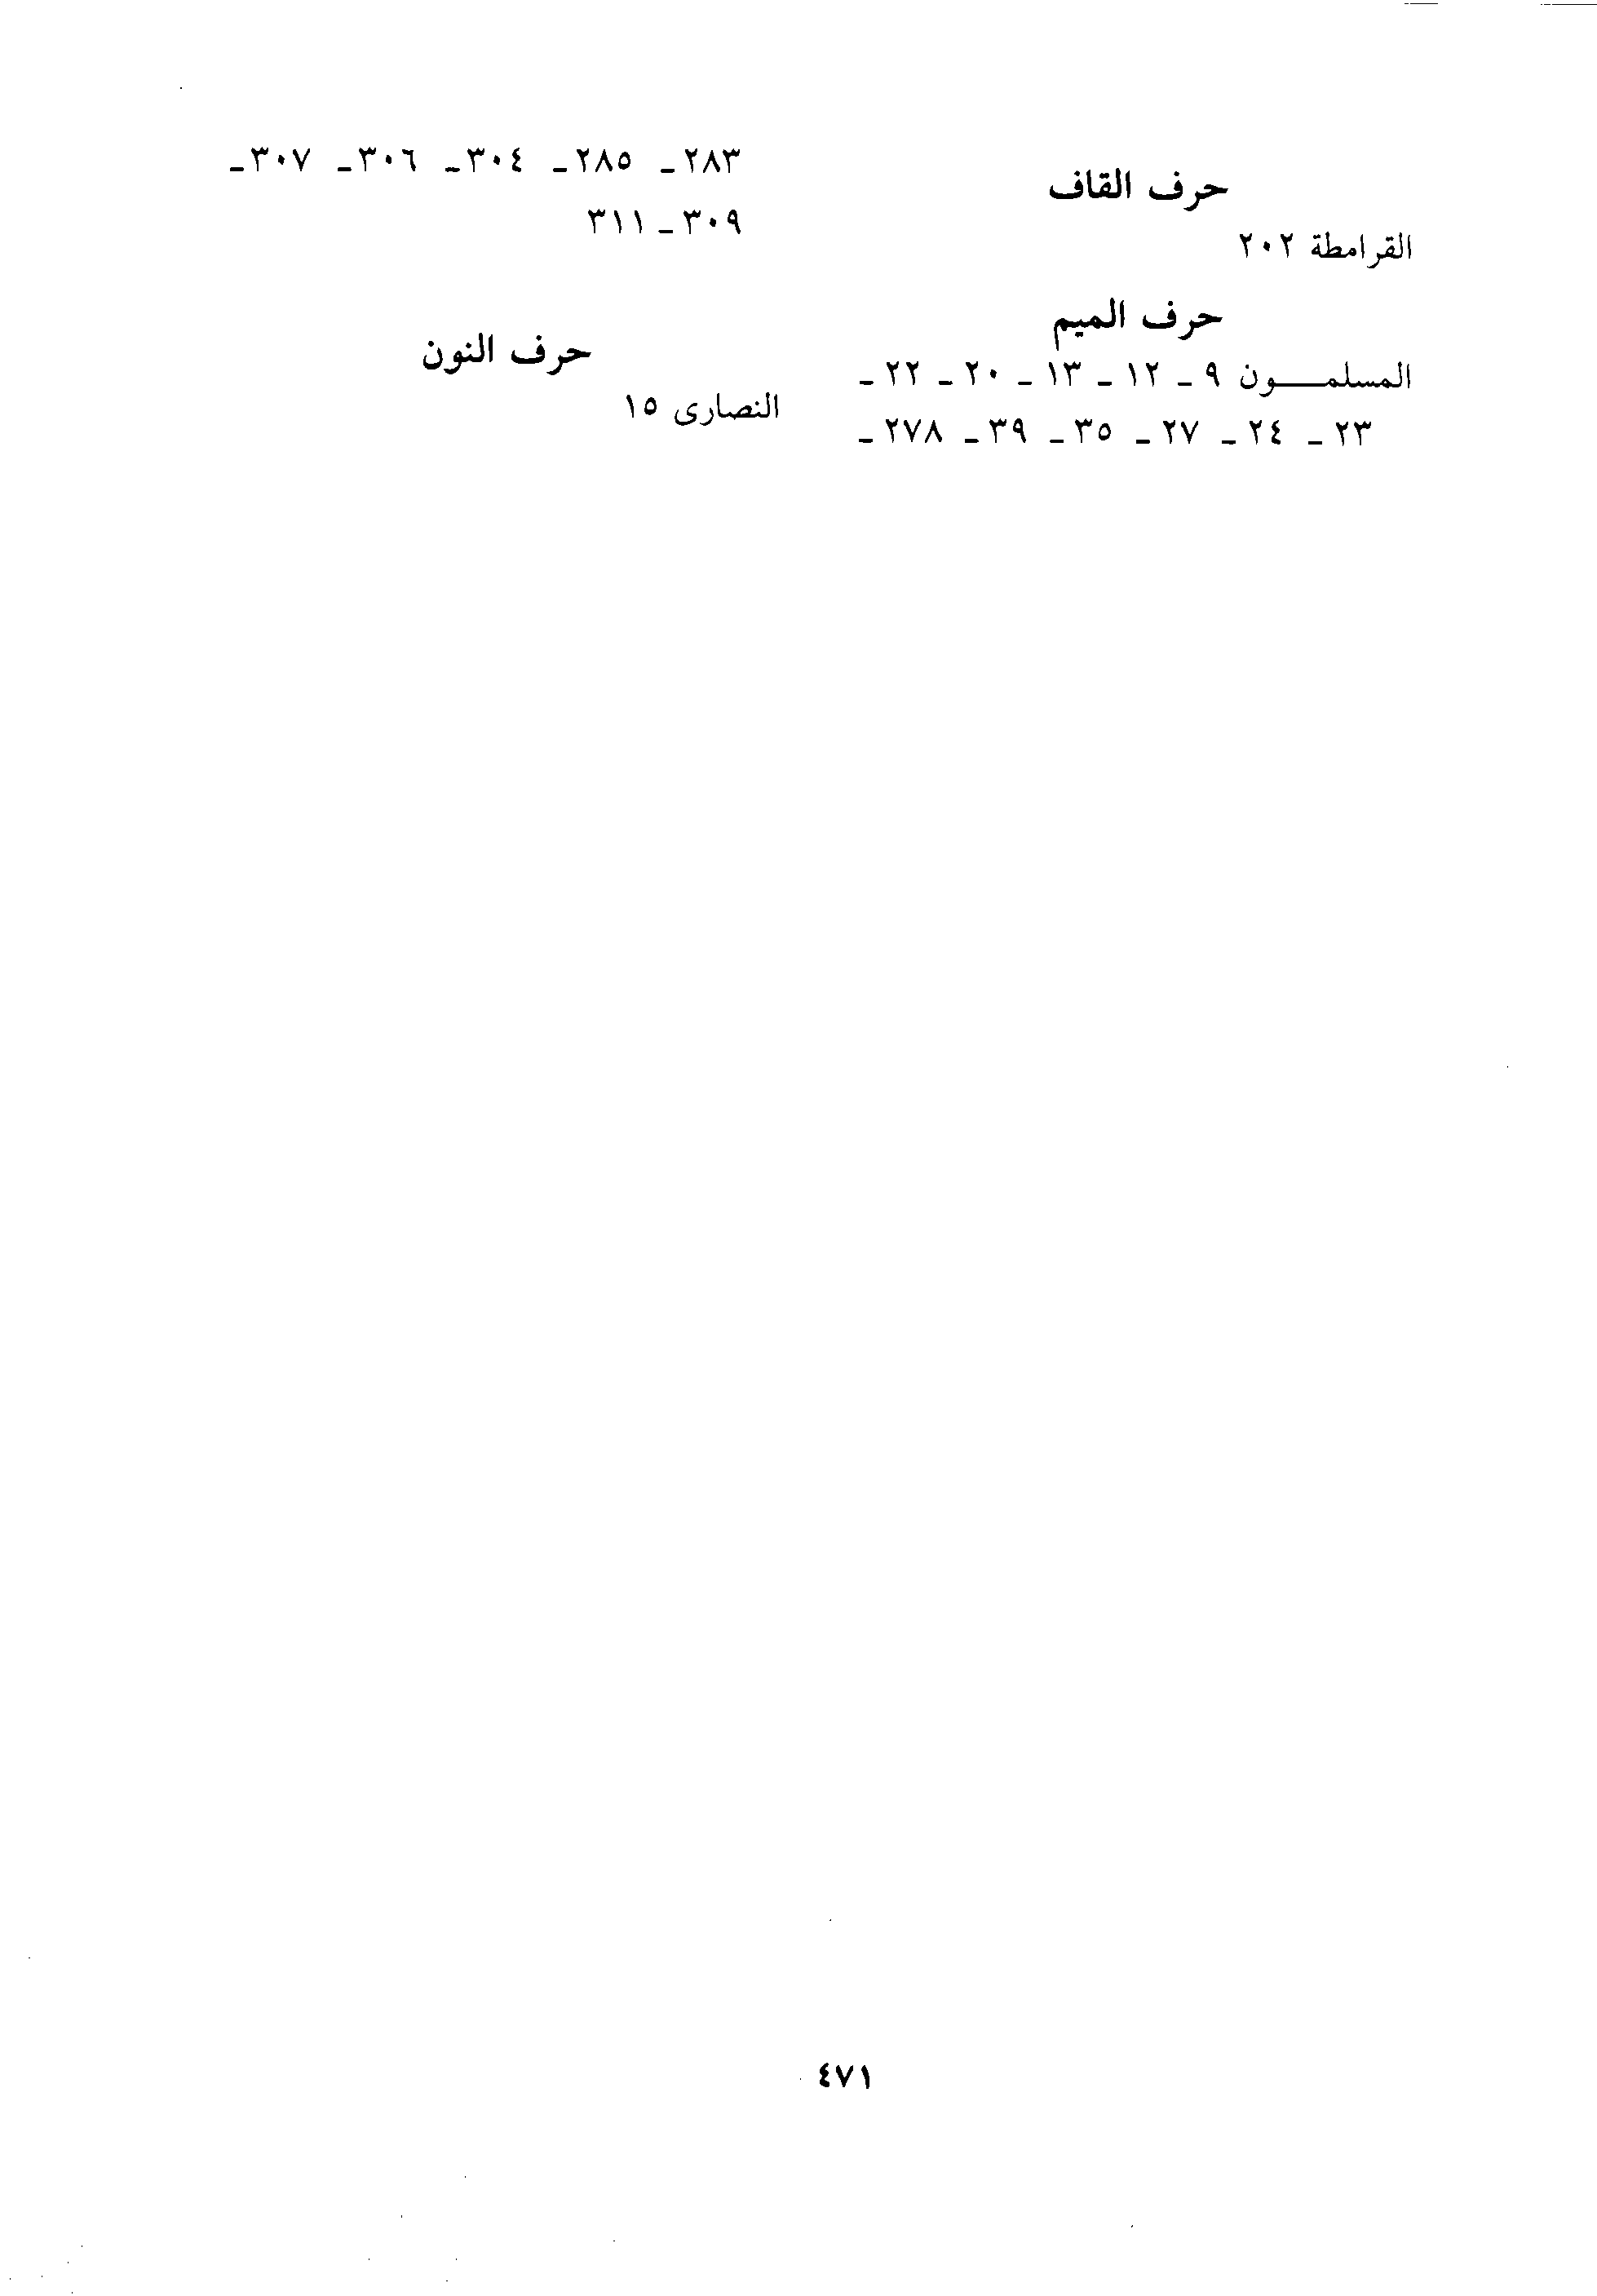 حرف القاف
القرامطة ٢٠٢
حرف الميم
المسلمـــــون ٩ ـ ١٢ ـ ١٣ ـ ٢٠ ـ ٢٢ ـ
٢٣ ـ ٢٤ ـ ٢٧ ـ ٣٥ ـ ٣٩ ـ ٢٧٨ ـ
٢٨٣ ـ ٢٨٥ ـ ٣٠٤ ـ ٣٠٦ ـ ٣٠٧ ـ
٣٠٩ ـ ٣١١
حرف النون
النصارى ١٥
٤٧١